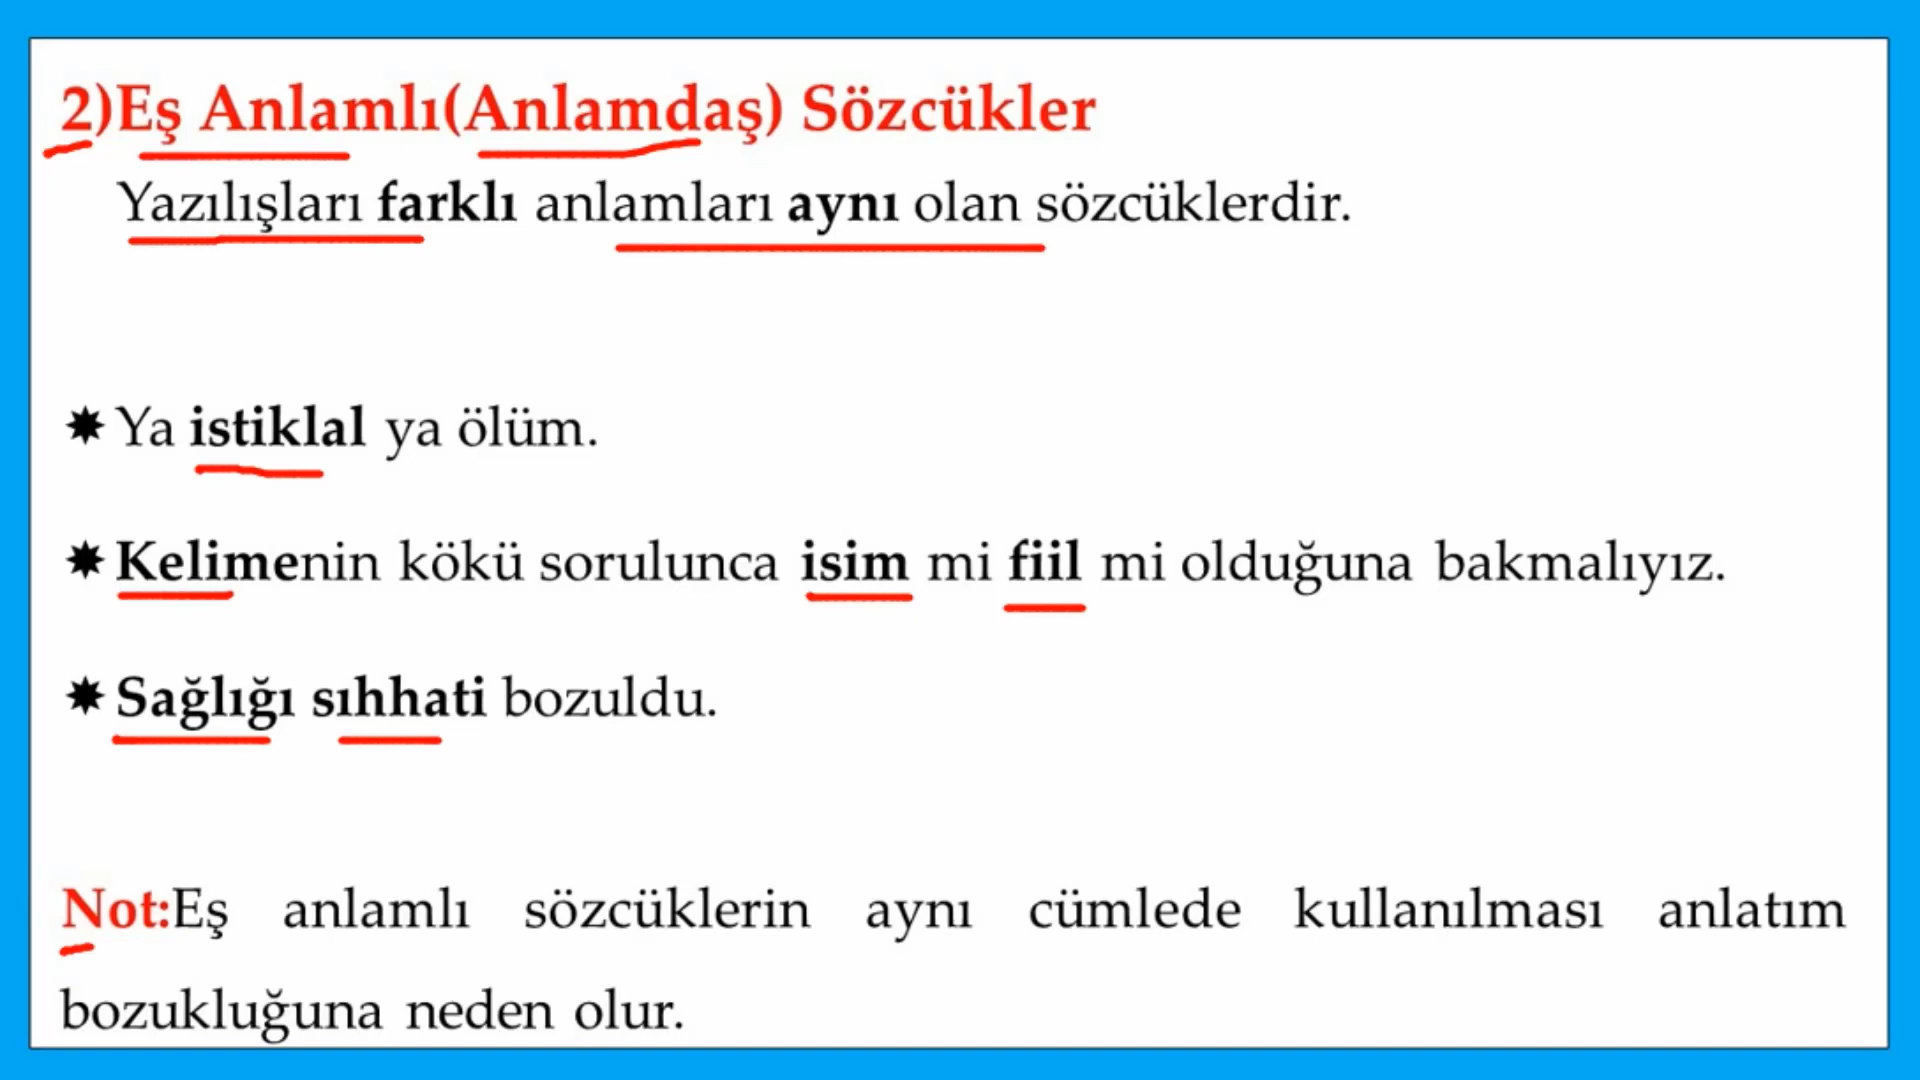 2)Eş Anlamlı(Anlamdaş) Sözcükler
Yazılışları farklı anlamları aynı olan sözcüklerdir.
✸ Ya istiklal ya ölüm.
✸ Kelimenin kökü sorulunca isim mi fiil mi olduğuna bakmalıyız.
✸ Sağlığı sıhhati bozuldu.
Not:Eş anlamlı sözcüklerin aynı cümlede kullanılması anlatım
bozukluğuna neden olur.